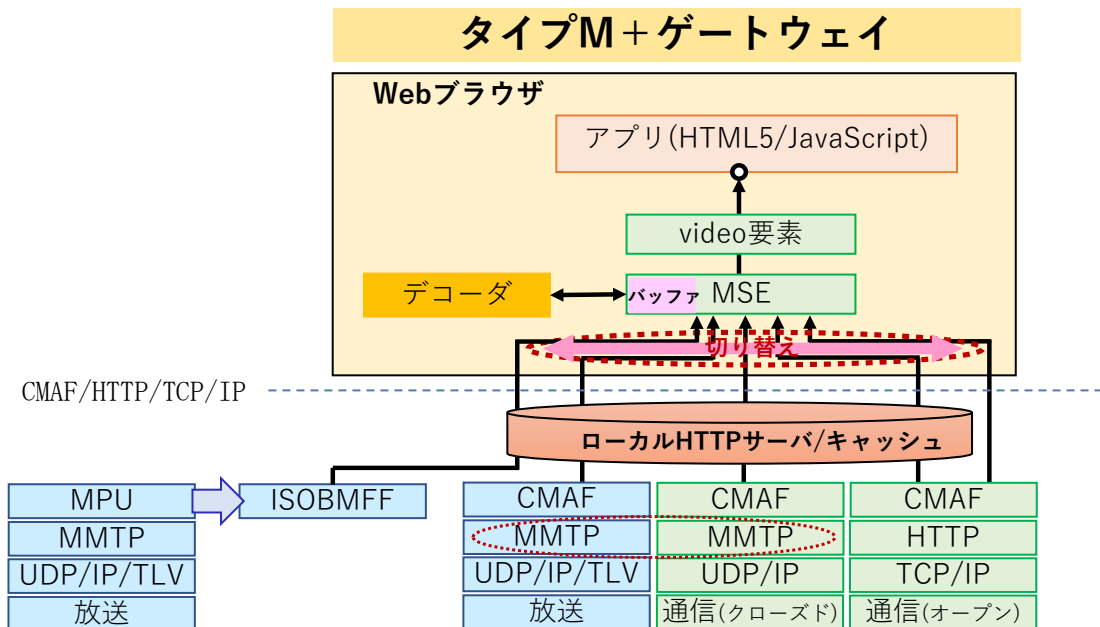 タイプM＋ゲートウェイ
Webブラウザ
アプリ(HTML5/JavaScript)
video要素
デコーダ
バッファ MSE
切り替え
CMAF/HTTP/TCP/IP
ローカルHTTPサーバ/キャッシュ
MPU ISOBMFF CMAF CMAF CMAF
MMTP MMTP MMTP HTTP
UDP/IP/TLV UDP/IP/TLV UDP/IP TCP/IP
放送 放送 通信(クローズド) 通信(オープン)